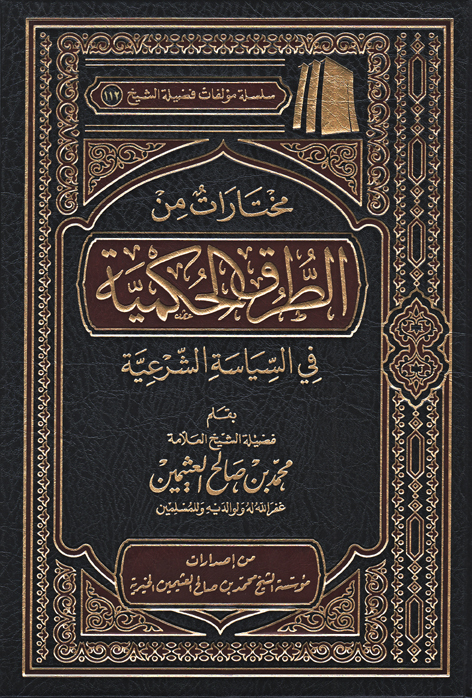 سلسلة مؤلفات فضيلة الشيخ (١١٢)
مختارات من
الطرق الحكمية
في السياسة الشرعية
بقلم
فضيلة الشيخ العلامة
محمد بن صالح العثيمين
غفر الله له ولوالديه وللمسلمين
من إصدارات
مؤسسة الشيخ محمد بن صالح العثيمين الخيرية